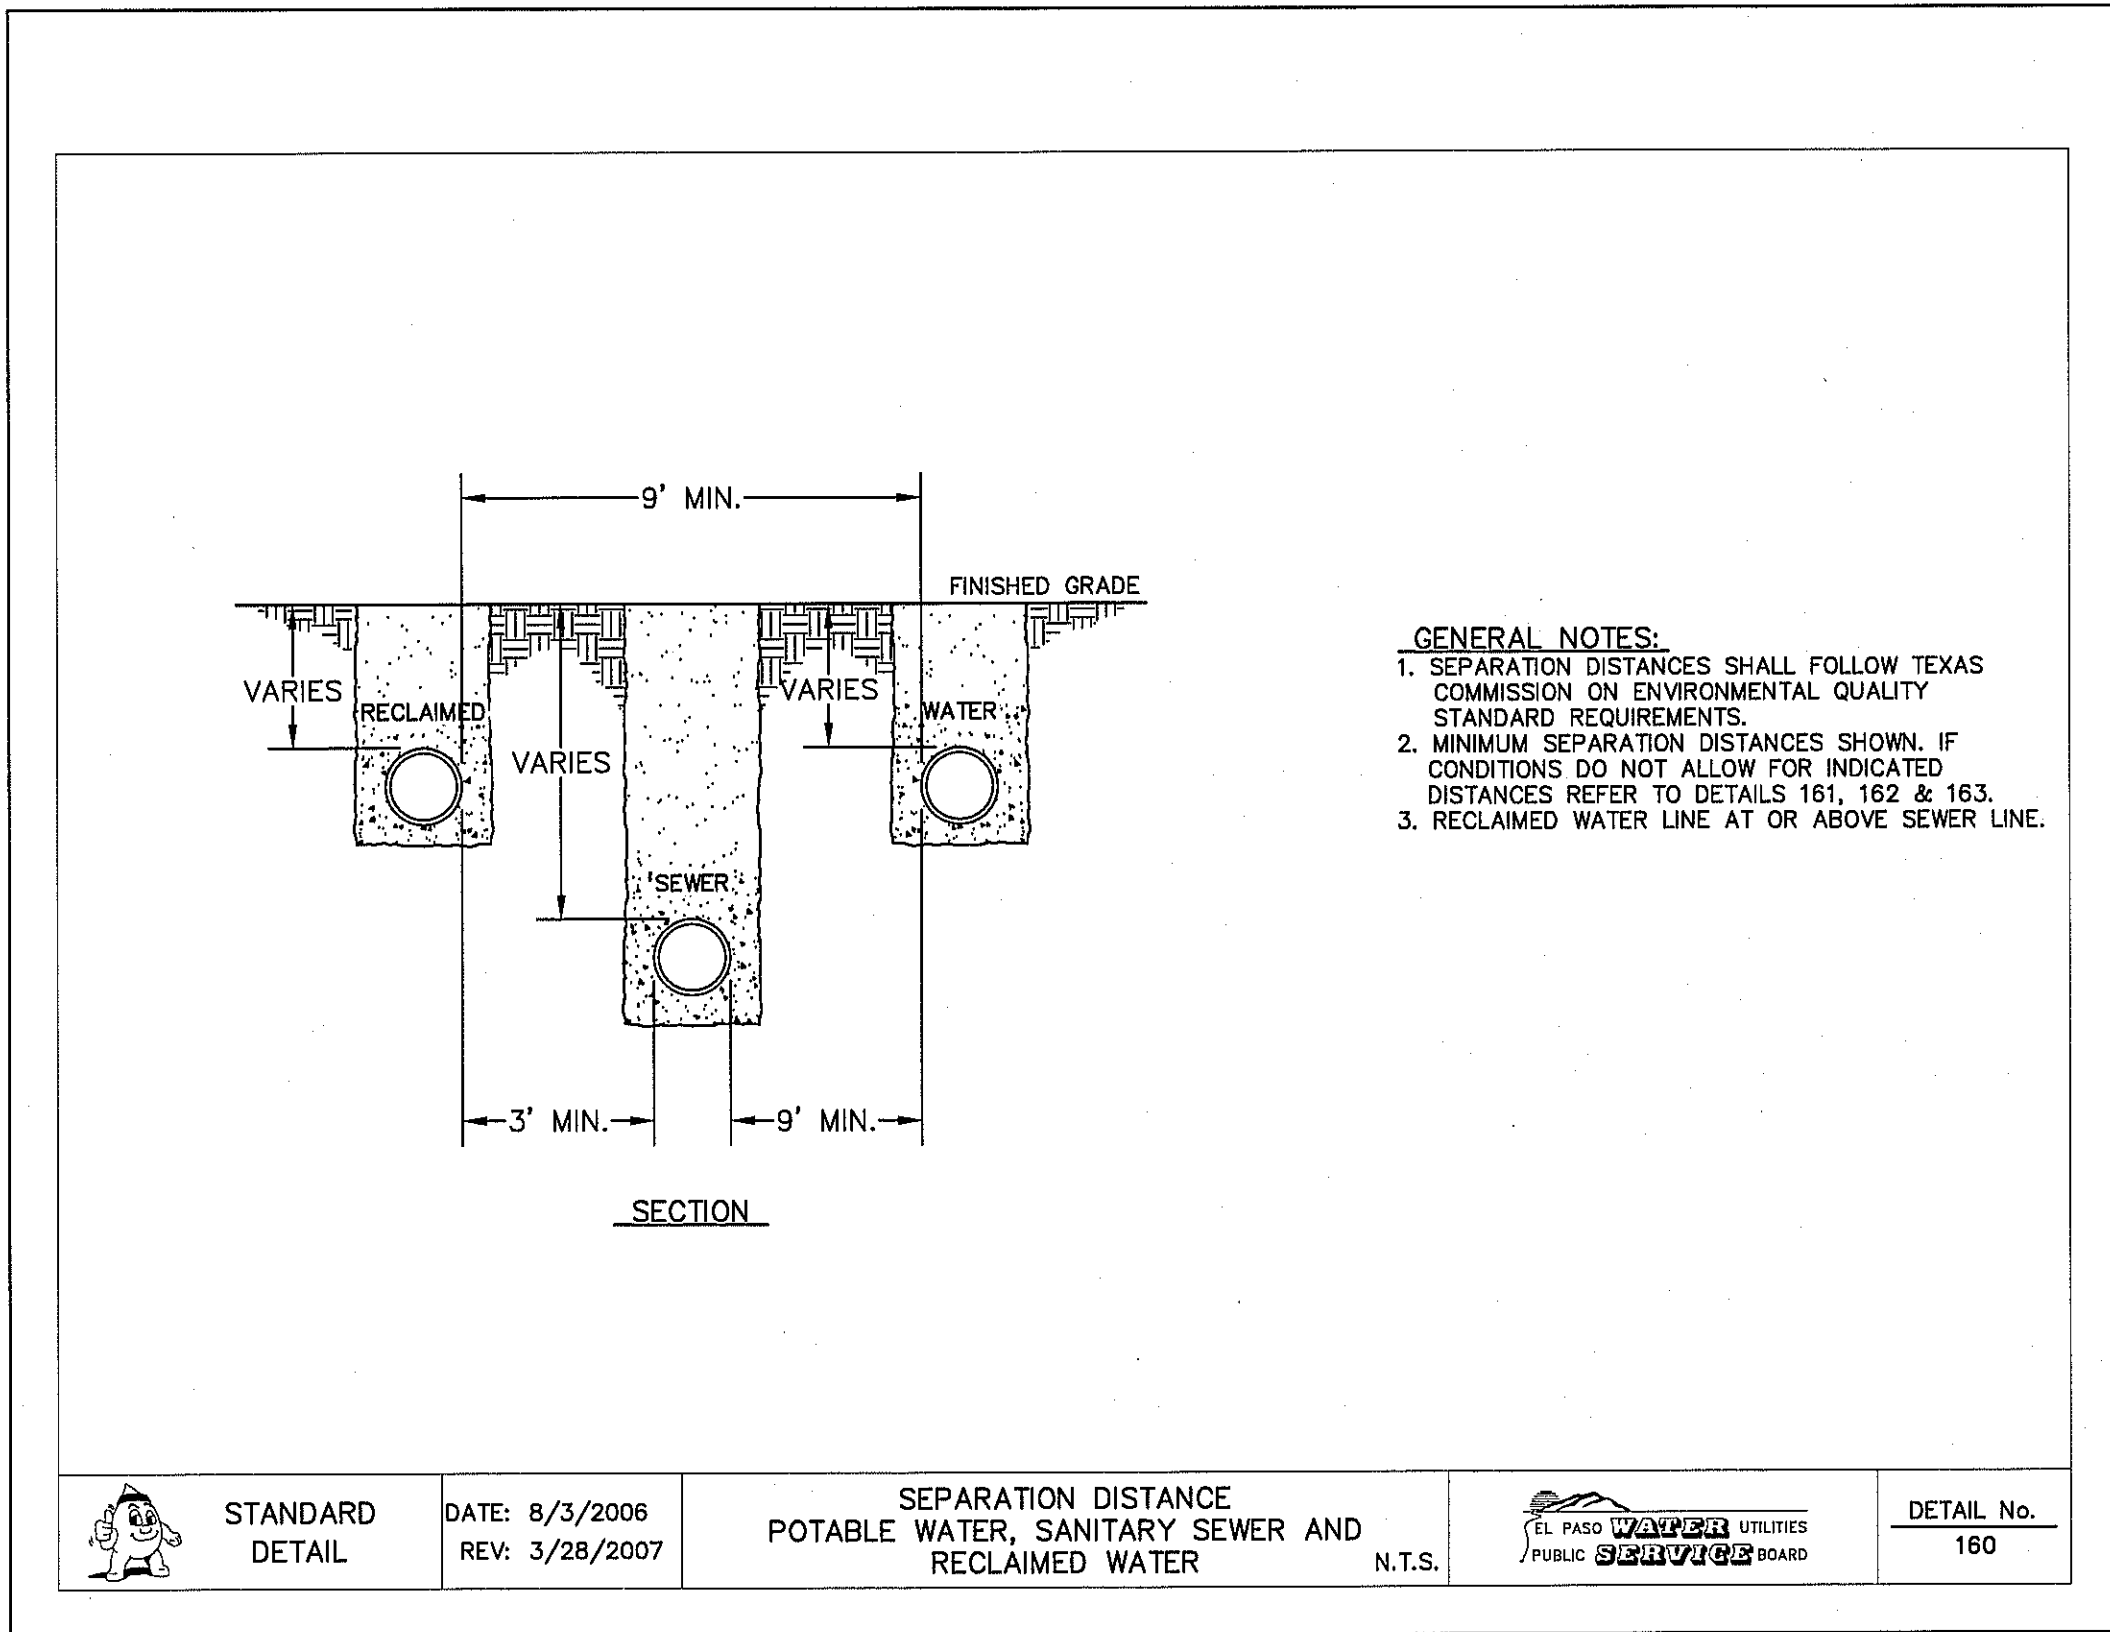 9' MIN.
FINISHED GRADE
VARIES
RECLAIMED
VARIES
VARIES
WATER
SEWER
3' MIN.
9' MIN.
SECTION
GENERAL NOTES:
1. SEPARATION DISTANCES SHALL FOLLOW TEXAS
COMMISSION ON ENVIRONMENTAL QUALITY
STANDARD REQUIREMENTS.
2. MINIMUM SEPARATION DISTANCES SHOWN. IF
CONDITIONS DO NOT ALLOW FOR INDICATED
DISTANCES REFER TO DETAILS 161, 162 & 163.
3. RECLAIMED WATER LINE AT OR ABOVE SEWER LINE.
STANDARD
DETAIL
DATE: 8/3/2006
REV: 3/28/2007
SEPARATION DISTANCE
POTABLE WATER, SANITARY SEWER AND
RECLAIMED WATER
N.T.S.
EL PASO WATER UTILITIES
PUBLIC SERVICE BOARD
DETAIL No.
160